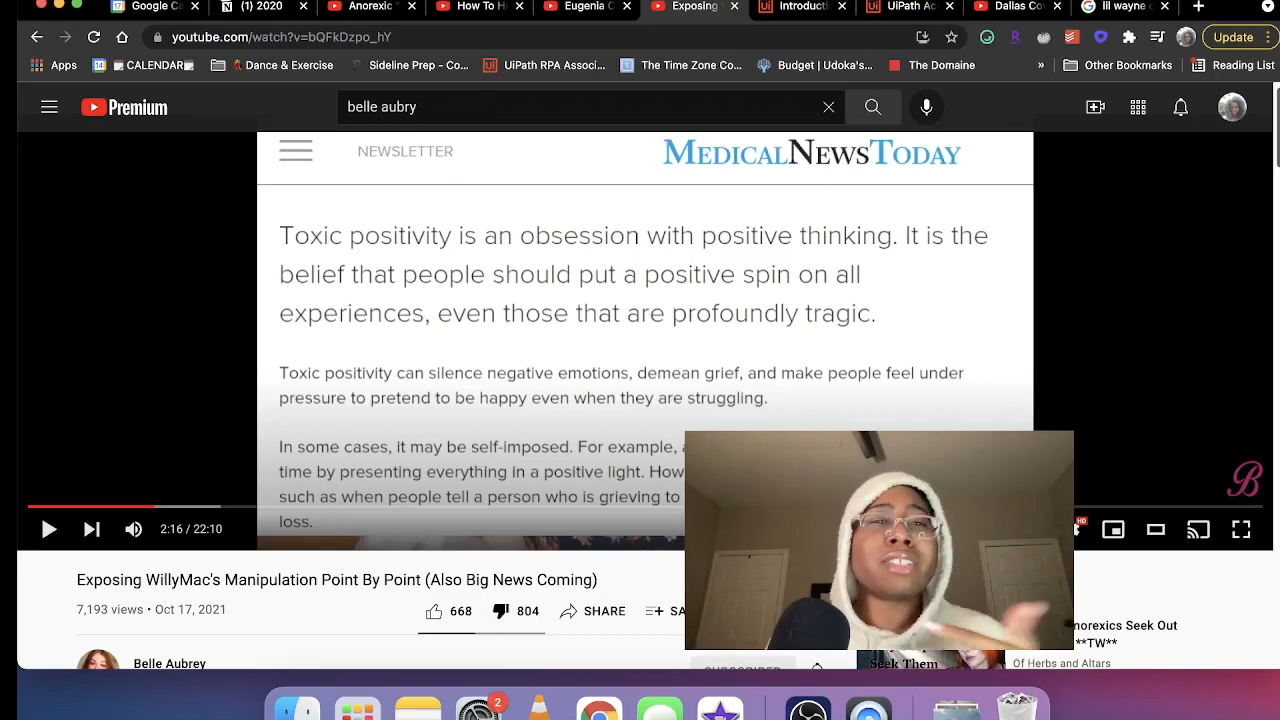 Google Ca
(1) 2020
Anorexic "
How To H
Eugenia C
Exposing
Introducti
UiPath Ac
Dallas Co
lil wayne c
youtube.com/watch?v=bQFkDzpo_hY
Update
Apps
CALENDAR
Dance & Exercise
Sideline Prep - Co...
UiPath RPA Associ...
The Time Zone Co...
Budget | Udoka's...
The Domaine
»
Other Bookmarks
Reading List
Premium
belle aubry
NEWSLETTER
MEDICALNEWSTODAY
Toxic positivity is an obsession with positive thinking. It is the
belief that people should put a positive spin on all
experiences, even those that are profoundly tragic.
Toxic positivity can silence negative emotions, demean grief, and make people feel under
pressure to pretend to be happy even when they are struggling.
In some cases, it may be self-imposed. For example,
time by presenting everything in a positive light. How
such as when people tell a person who is grieving to
loss.
B
2:16 / 22:10
HD
Exposing WillyMac's Manipulation Point By Point (Also Big News Coming)
7,193 views • Oct 17, 2021
668
804
SHARE
SA
norexics Seek Out
**TW**
Belle Aubrey
Seek Them
Of Herbs and Altars
2